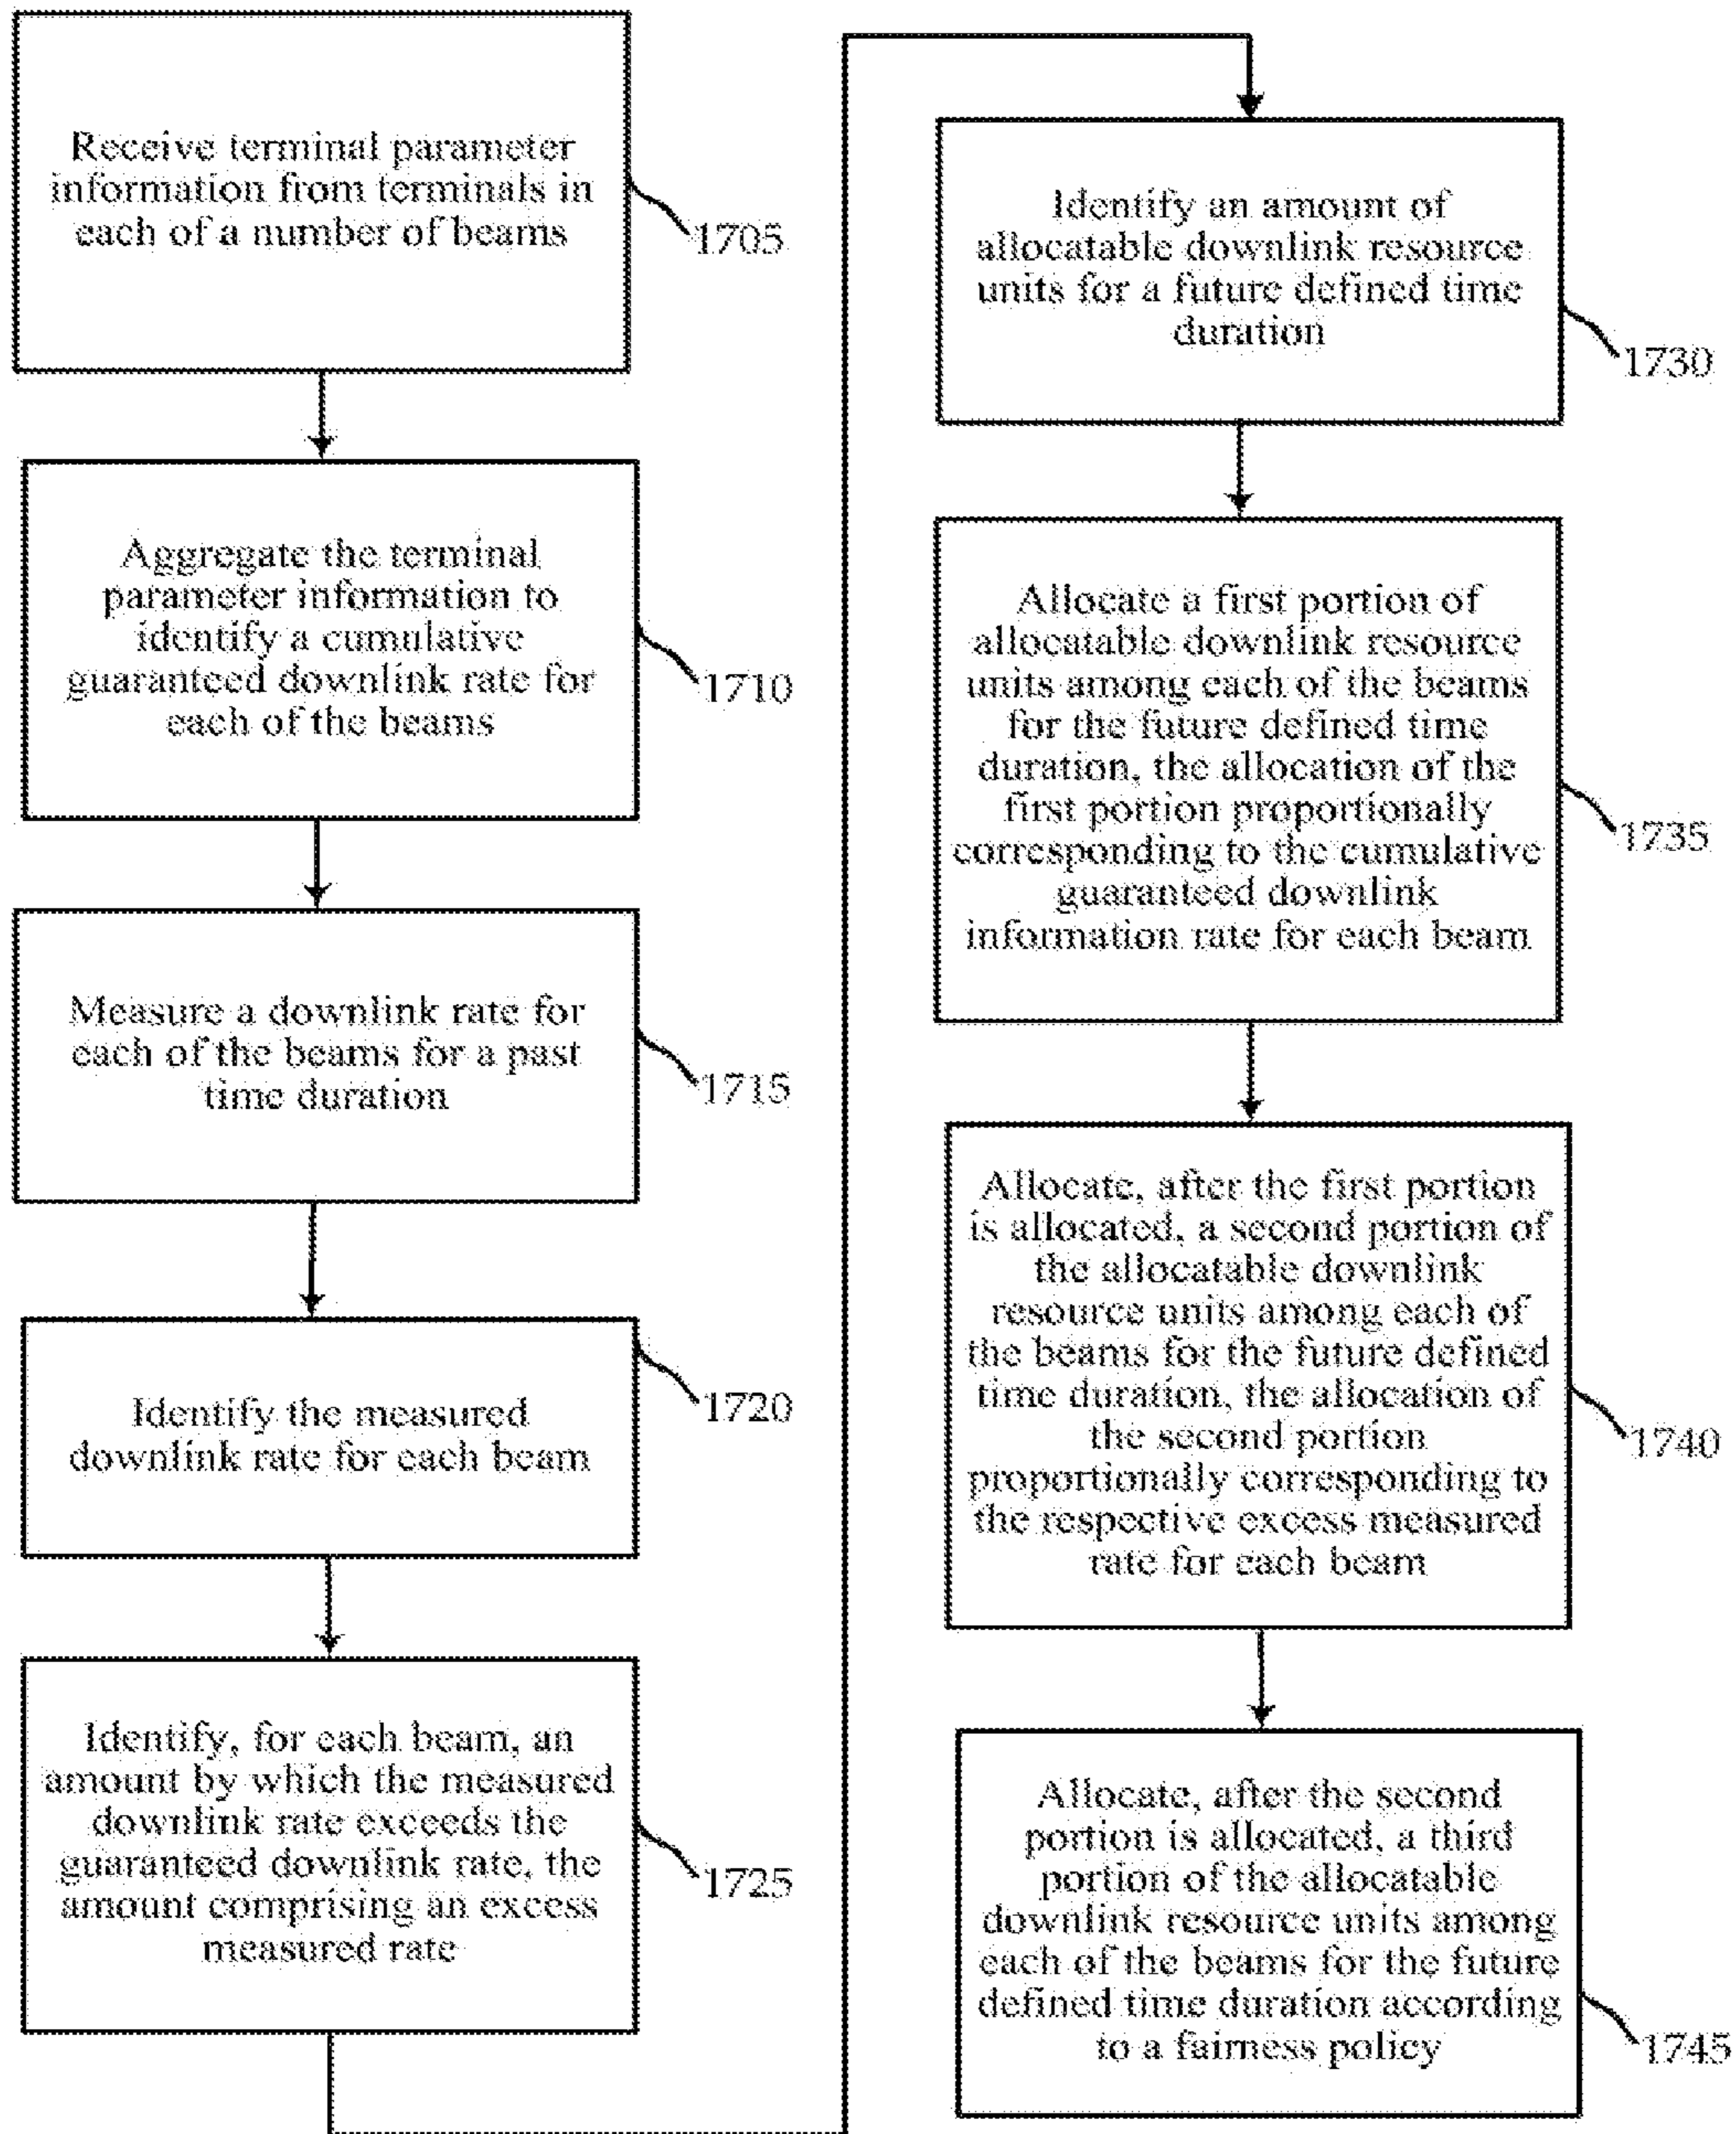 Receive terminal parameter
information from terminals in
each of a number of beams
1705
Aggregate the terminal
parameter information to
identify a cumulative
guaranteed downlink rate for
each of the beams
1710
Measure a downlink rate for
each of the beams for a past
time duration
1715
Identify the measured
downlink rate for each beam
1720
Identify, for each beam, an
amount by which the measured
downlink rate exceeds the
guaranteed downlink rate, the
amount comprising an excess
measured rate
1725
Identify an amount of
allocatable downlink resource
units for a future defined time
duration
1730
Allocate a first portion of
allocatable downlink resource
units among each of the beams
for the future defined time
duration, the allocation of the
first portion proportionally
corresponding to the cumulative
guaranteed downlink
information rate for each beam
1735
Allocate, after the first portion
is allocated, a second portion of
the allocatable downlink
resource units among each of
the beams for the future defined
time duration, the allocation of
the second portion
proportionally corresponding to
the respective excess measured
rate for each beam
1740
Allocate, after the second
portion is allocated, a third
portion of the allocatable
downlink resource units among
each of the beams for the future
defined time duration according
to a fairness policy
1745